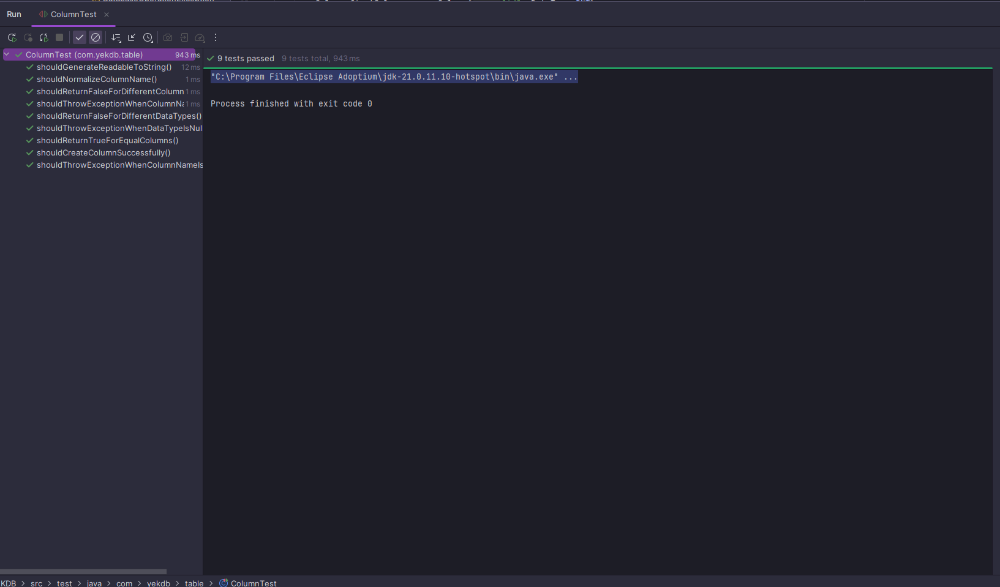 Run ColumnTest
ColumnTest (com.yekdb.table) 943 ms
shouldGenerateReadableToString() 12 ms
shouldNormalizeColumnName() 1 ms
shouldReturnFalseForDifferentColumn 1 ms
shouldThrowExceptionWhenColumnNa 1 ms
shouldReturnFalseForDifferentDataTypes()
shouldThrowExceptionWhenDataTypeIsNul
shouldReturnTrueForEqualColumns()
shouldCreateColumnSuccessfully()
shouldThrowExceptionWhenColumnNameIs
9 tests passed 9 tests total, 943 ms
"C:\Program Files\Eclipse Adoptium\jdk-21.0.11.10-hotspot\bin\java.exe" ...
Process finished with exit code 0
KDB > src > test > java > com > yekdb > table > ColumnTest